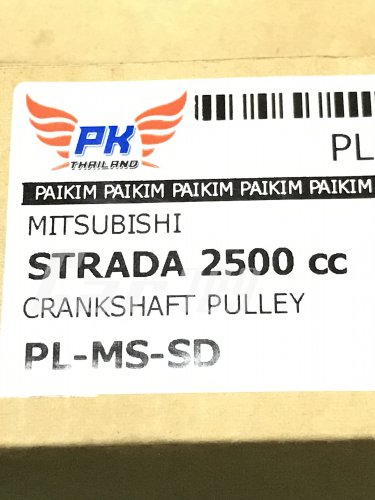 PK
THAILAND
PL
PAIKIM PAIKIM PAIKIM PAIKIM PAIKIM
MITSUBISHI
STRADA 2500 cc
CRANKSHAFT PULLEY
PL-MS-SD